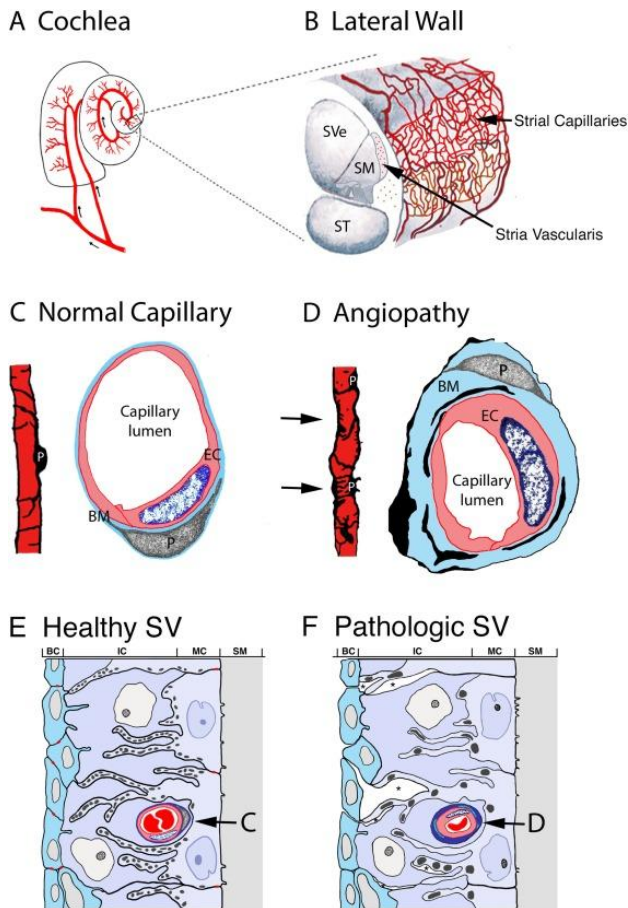 A Cochlea
B Lateral Wall
SVe
SM
ST
Strial Capillaries
Stria Vascularis
C Normal Capillary
D Angiopathy
P
Capillary
lumen
EC
BM
P
P
P
P
BM
EC
Capillary
lumen
E Healthy SV
F Pathologic SV
BC IC MC SM
BC IC MC SM
*
*
C
D